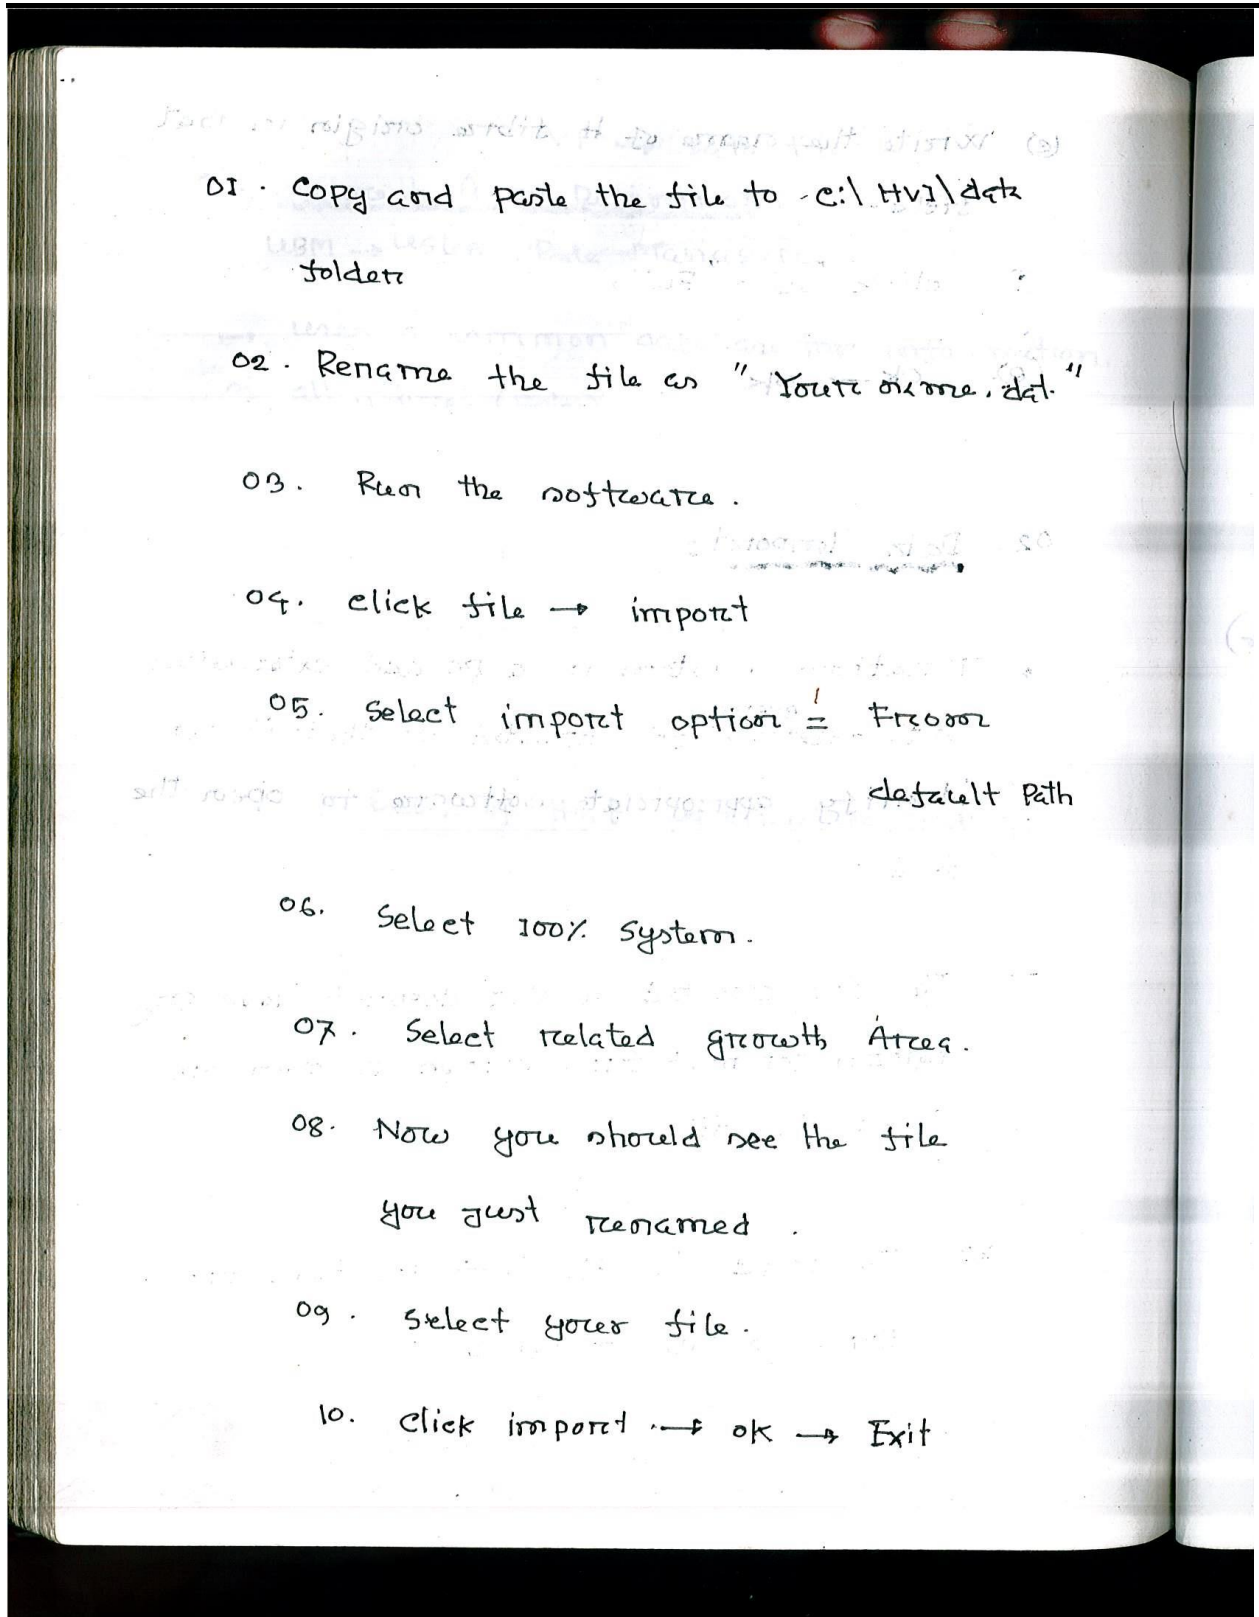 01. Copy and paste the file to C:\HVI\data
folder
02. Rename the file as "Your name.dat."
03. Run the software.
04. click file → import
05. Select import option = From
default Path
06. Select 100% System.
07. Select related growth Area.
08. Now you should see the file
you just renamed.
09. Select your file.
10. Click import → ok → Exit